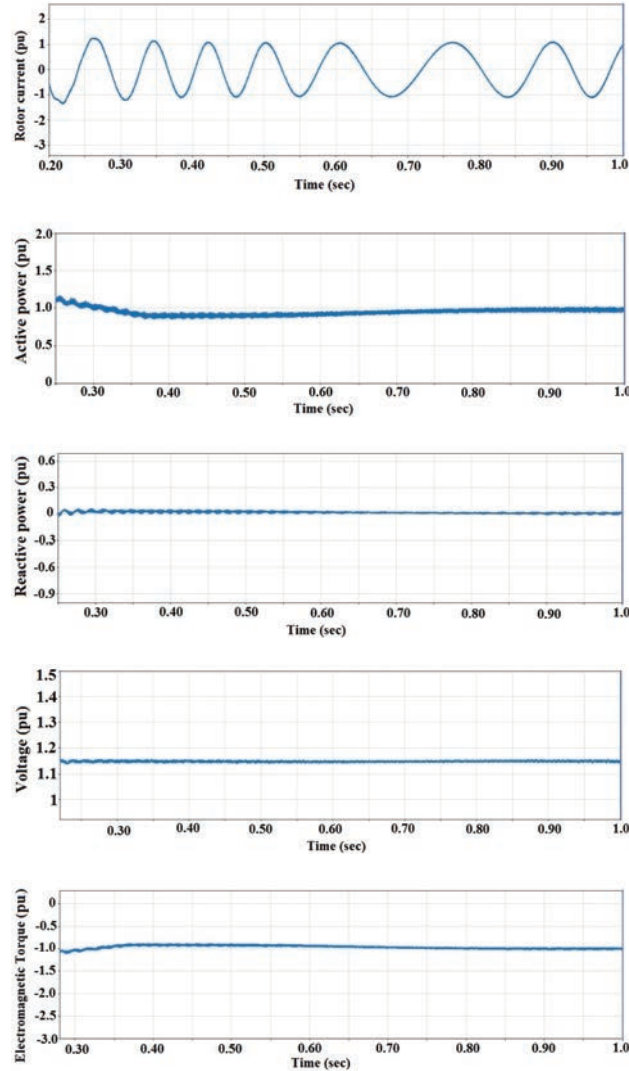 Rotor current (pu)
2
1
0
-1
-2
-3
0.20 0.30 0.40 0.50 0.60 0.70 0.80 0.90 1.0
Time (sec)
Active power (pu)
2.0
1.5
1.0
0.5
0
0.30 0.40 0.50 0.60 0.70 0.80 0.90 1.0
Time (sec)
Reactive power (pu)
0.6
0.3
0
-0.3
-0.6
-0.9
0.30 0.40 0.50 0.60 0.70 0.80 0.90 1.0
Time (sec)
Voltage (pu)
1.5
1.4
1.3
1.2
1.1
1
0.30 0.40 0.50 0.60 0.70 0.80 0.90 1.0
Time (sec)
Electromagnetic Torque (pu)
0
-0.5
-1.0
-1.5
-2.0
-2.5
-3.0
0.30 0.40 0.50 0.60 0.70 0.80 0.90 1.0
Time (sec)